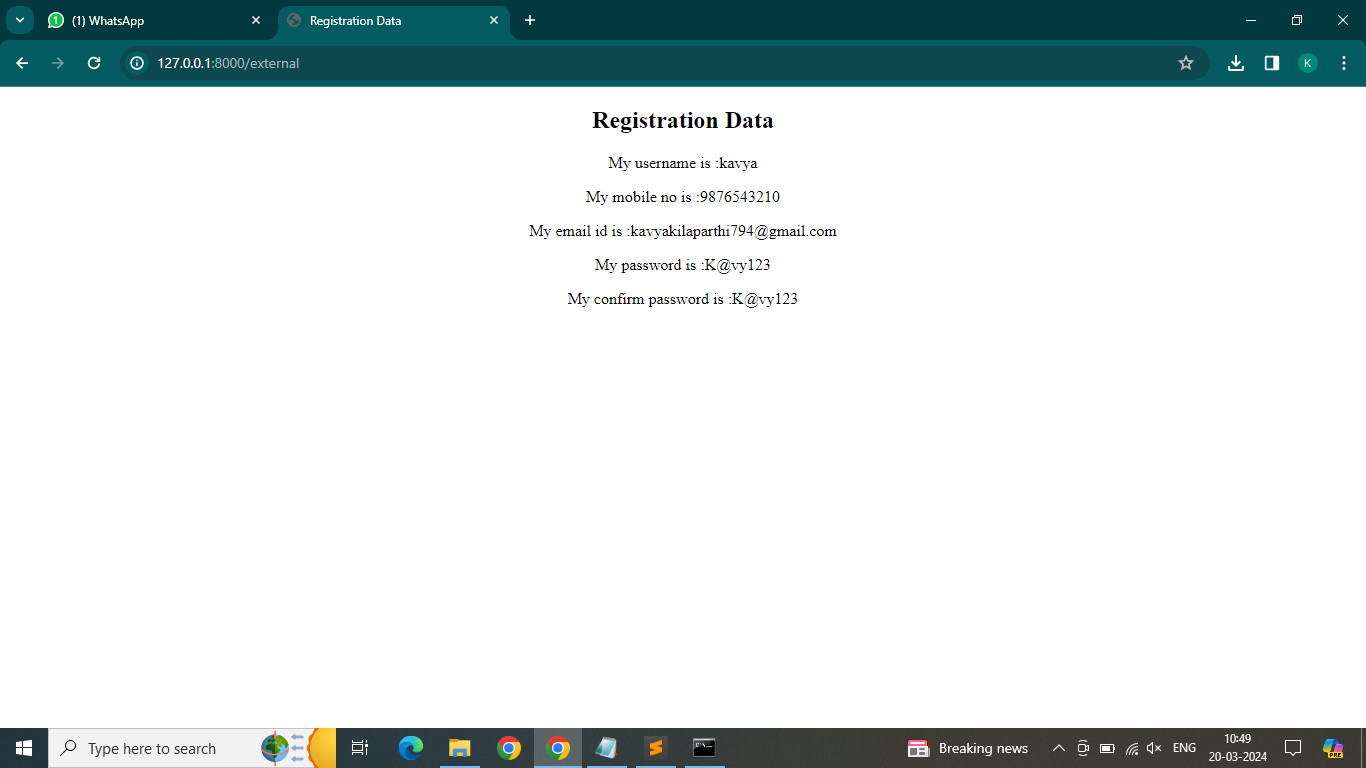 (1) WhatsApp
Registration Data
127.0.0.1:8000/external
K
Registration Data
My username is :kavya
My mobile no is :9876543210
My email id is :kavyakilaparthi794@gmail.com
My password is :K@vy123
My confirm password is :K@vy123
Type here to search
Breaking news
ENG
10:49
20-03-2024
PRE